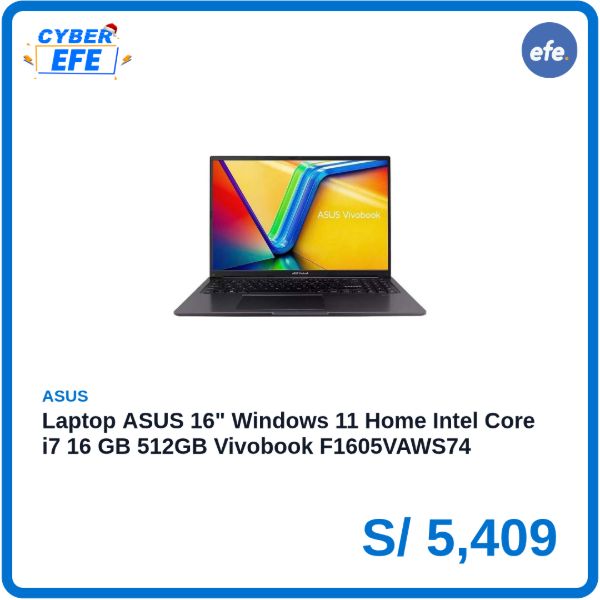 CYBER
EFE
efe.
ASUS Vivobook
ASUS
Laptop ASUS 16" Windows 11 Home Intel Core
i7 16 GB 512GB Vivobook F1605VAWS74
S/ 5,409